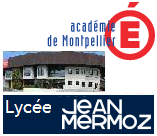 académie
de Montpellier É
Lycée JEAN
MERMOZ